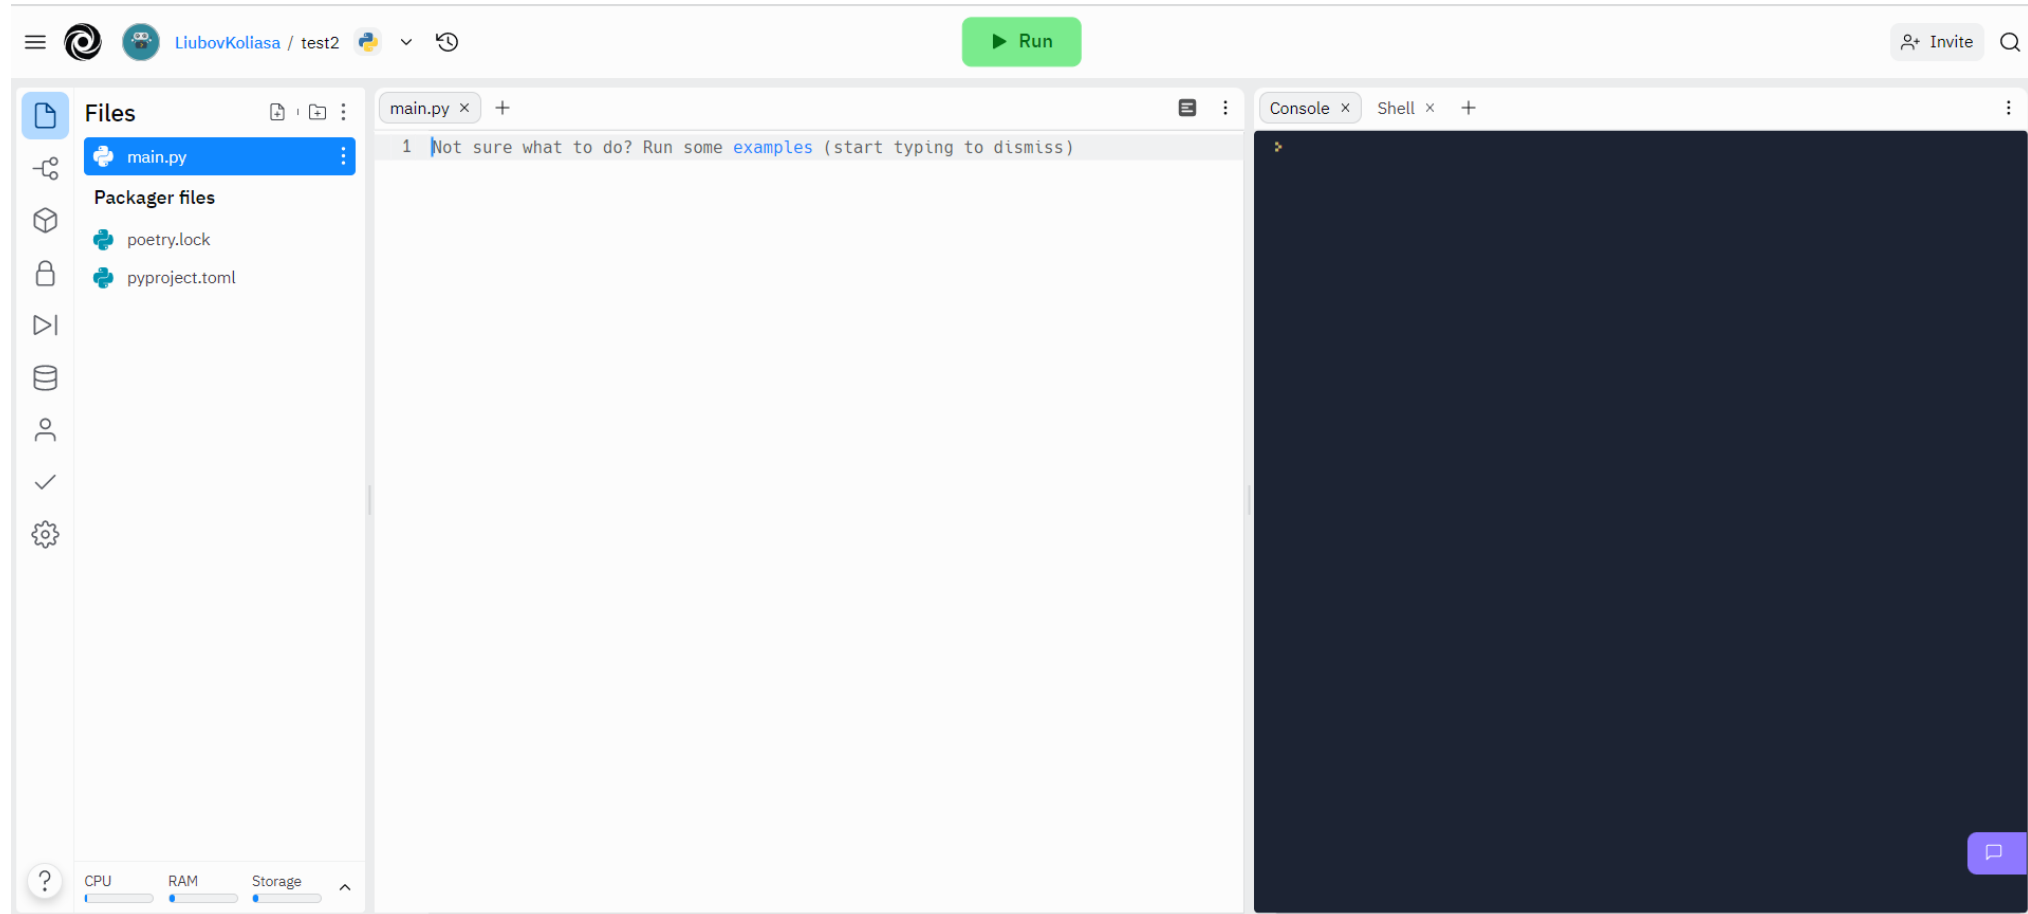 LiubovKoliasa / test2
Run
Invite
Files
main.py
Packager files
poetry.lock
pyproject.toml
CPU
RAM
Storage
?
main.py × +
1 Not sure what to do? Run some examples (start typing to dismiss)
Console × Shell × +
>